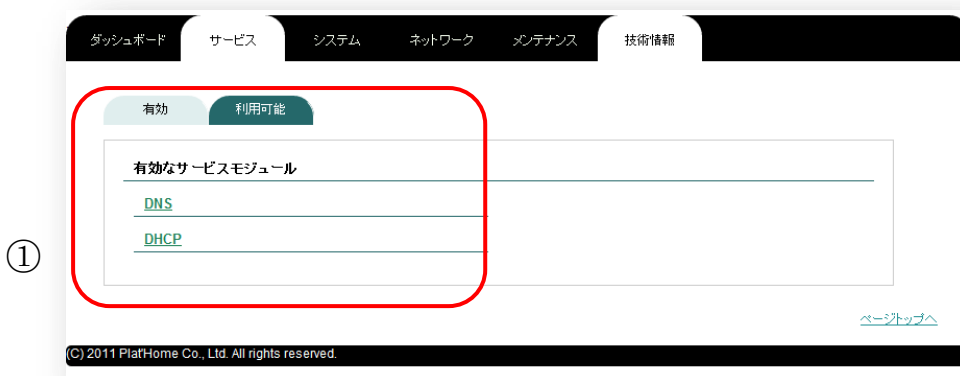 ダッシュボード サービス システム ネットワーク メンテナンス 技術情報
有効 利用可能
有効なサービスモジュール
DNS
DHCP
①
ページトップへ
(C) 2011 Plat'Home Co., Ltd. All rights reserved.